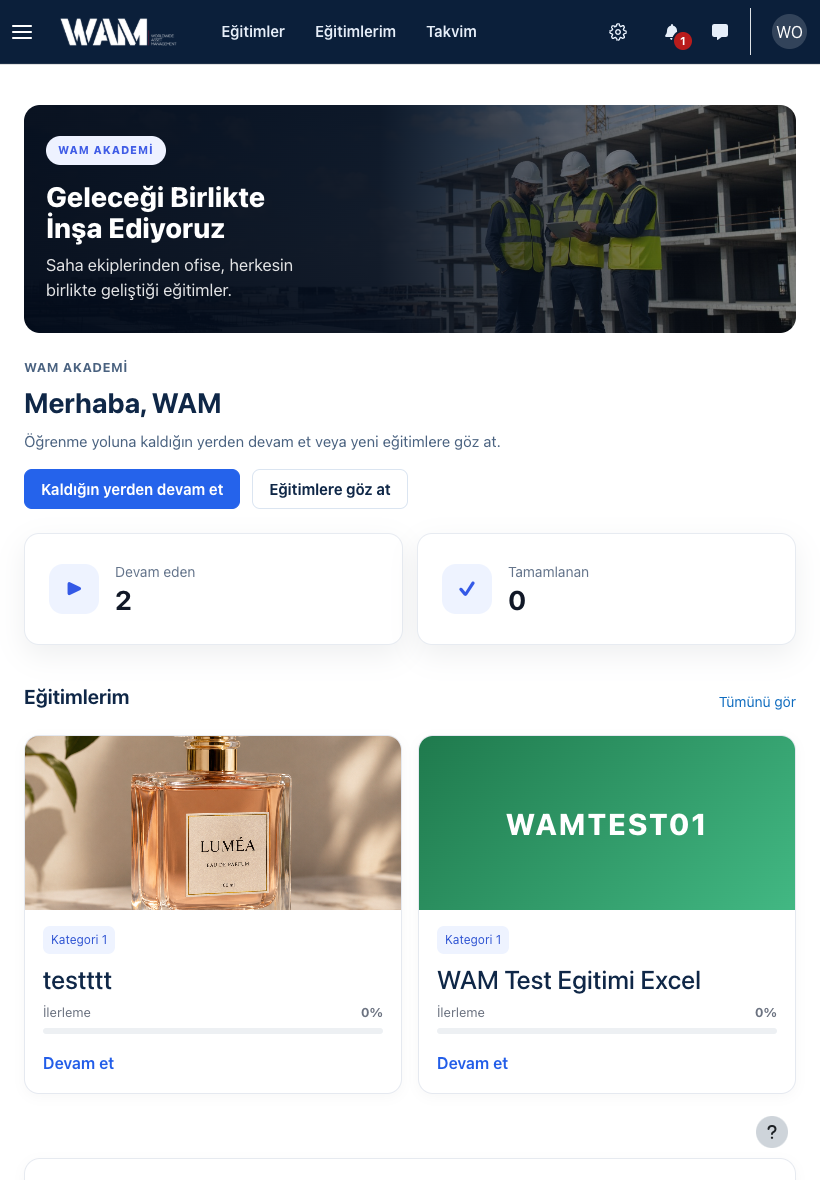 WAM
WORLDWIDE
ASSET
MANAGEMENT
Eğitimler
Eğitimlerim
Takvim
1
WO
WAM AKADEMİ
Geleceği Birlikte
İnşa Ediyoruz
Saha ekiplerinden ofise, herkesin
birlikte geliştiği eğitimler.
WAM AKADEMİ
Merhaba, WAM
Öğrenme yoluna kaldığın yerden devam et veya yeni eğitimlere göz at.
Kaldığın yerden devam et
Eğitimlere göz at
Devam eden
2
Tamamlanan
0
Eğitimlerim
Tümünü gör
LUMÉA
EAU DE PARFUM
WAMTEST01
Kategori 1
testttt
İlerleme 0%
Devam et
Kategori 1
WAM Test Egitimi Excel
İlerleme 0%
Devam et
?